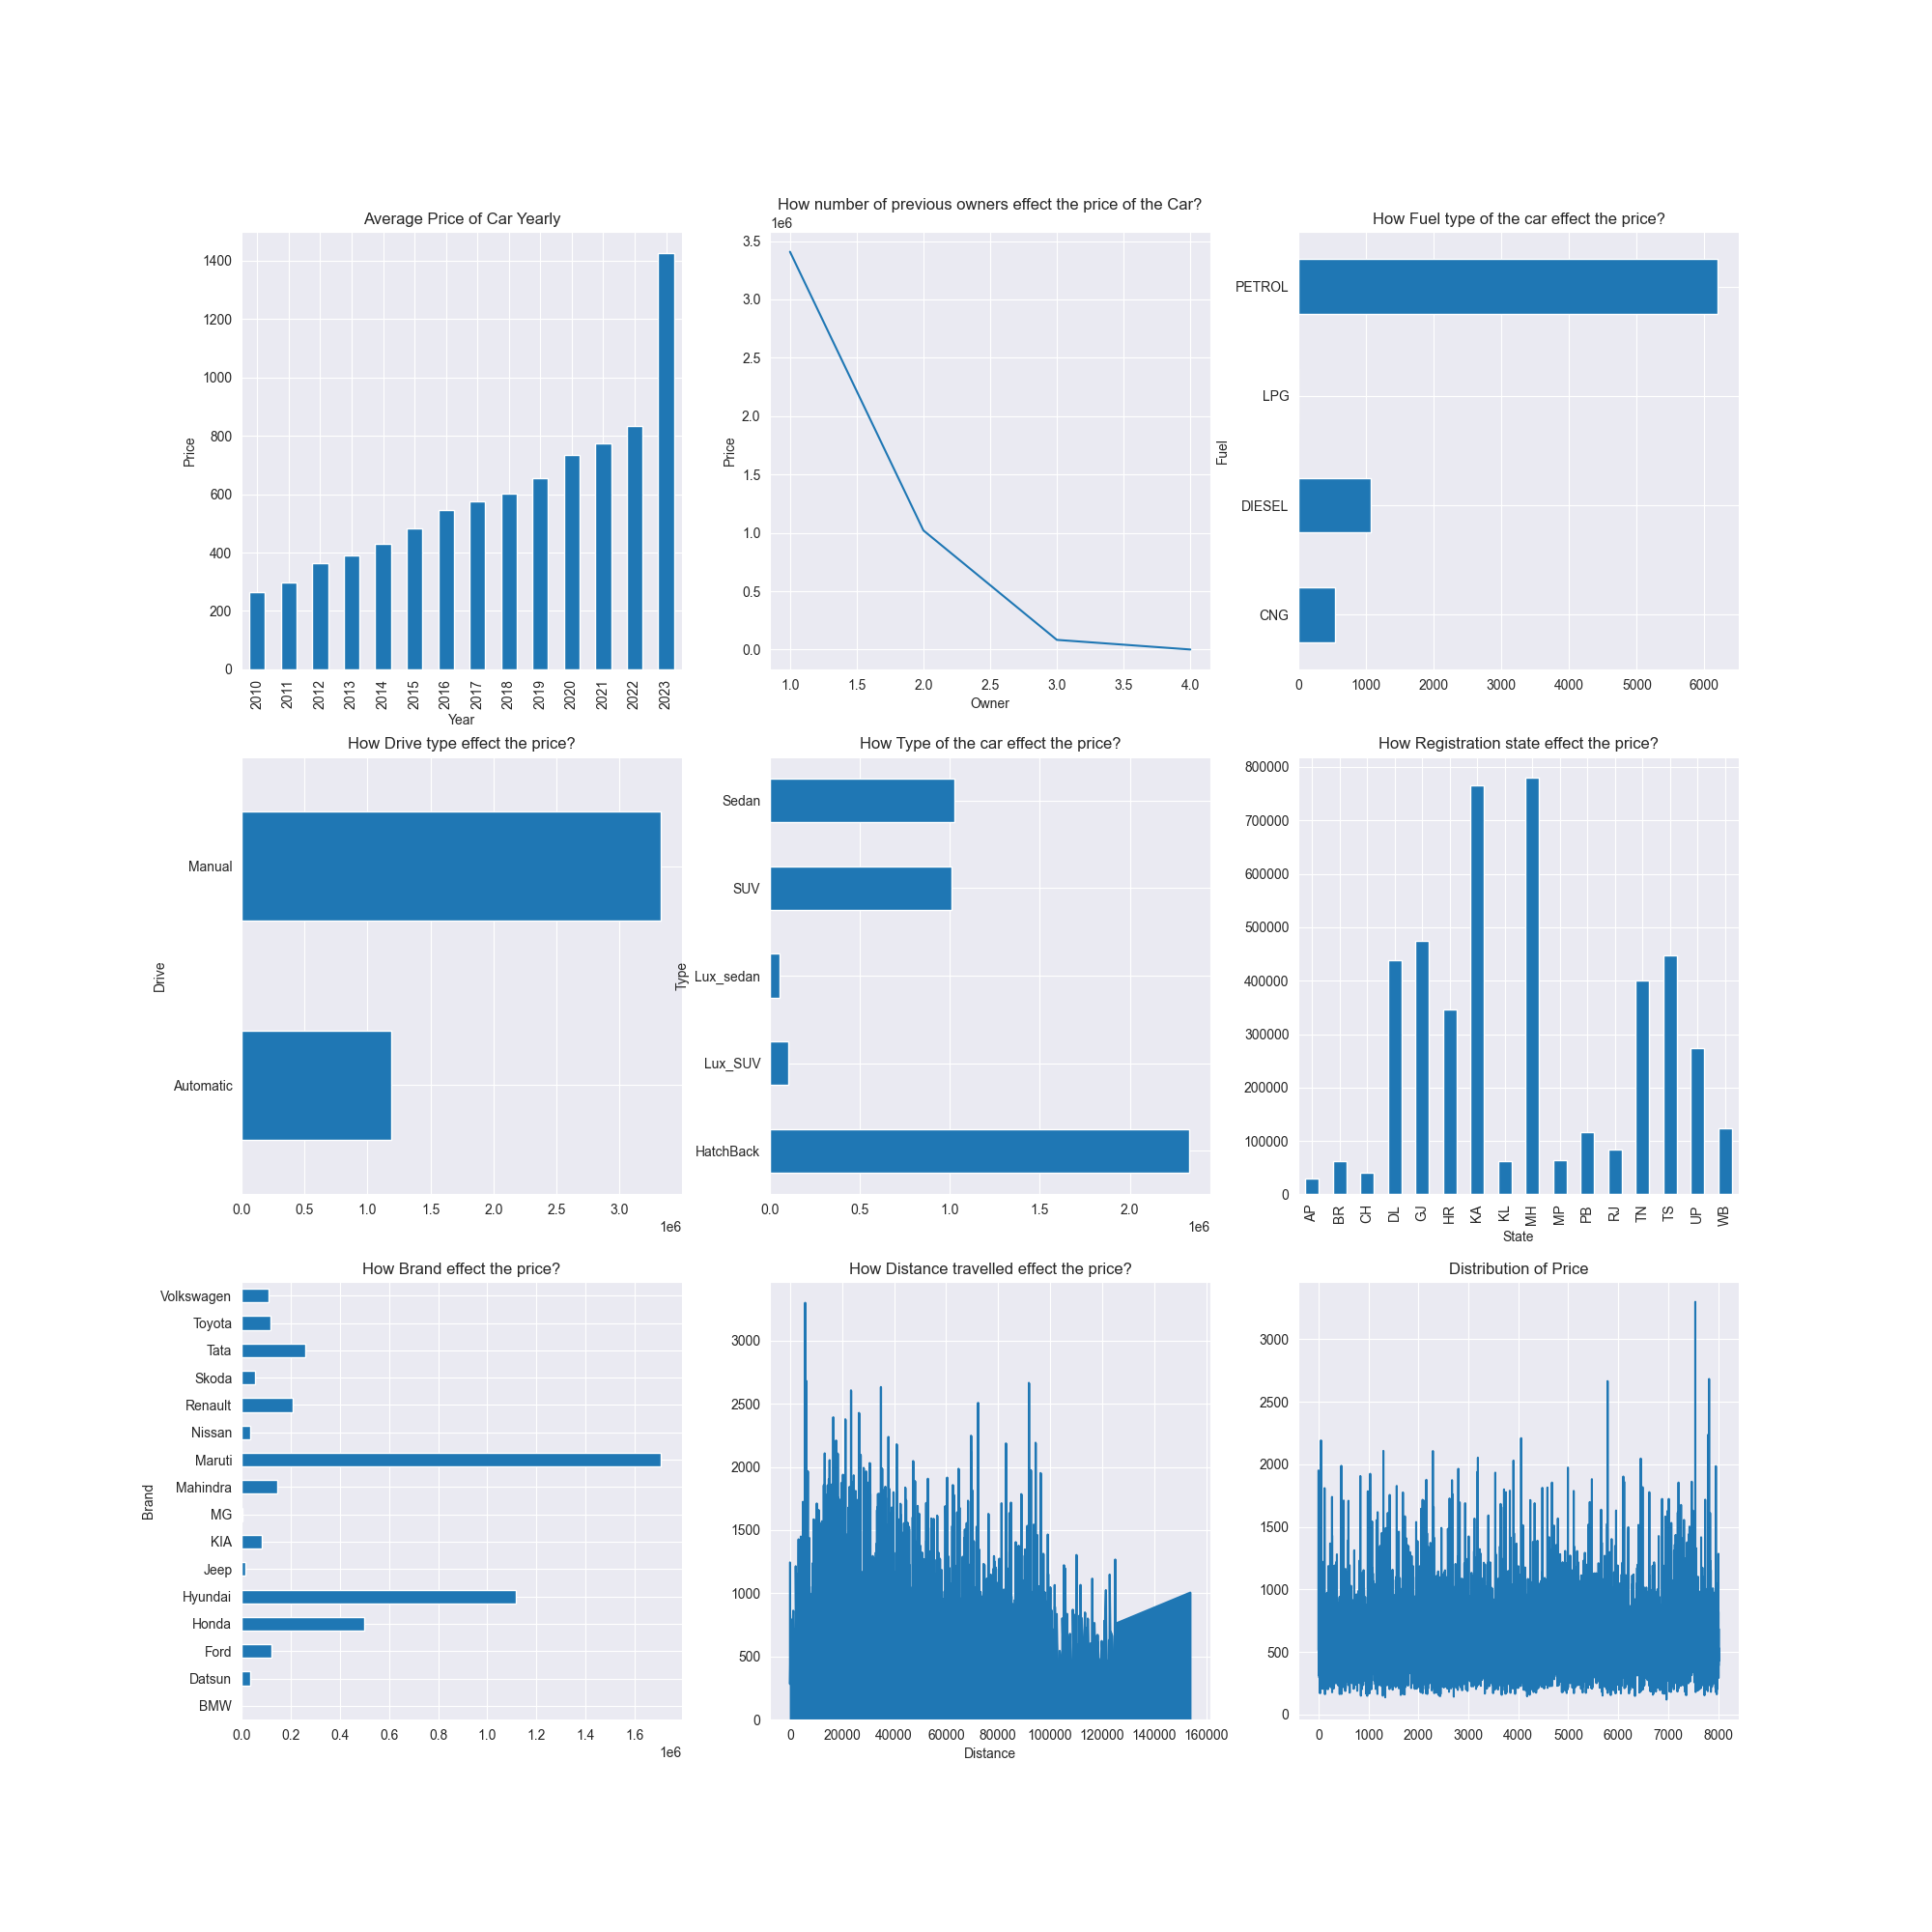 Average Price of Car Yearly
1400
1200
1000
800
600
400
200
0
Price
2010 2011 2012 2013 2014 2015 2016 2017 2018 2019 2020 2021 2022 2023
Year
How number of previous owners effect the price of the Car?
1e6
3.5
3.0
2.5
2.0
1.5
1.0
0.5
0.0
Price
1.0 1.5 2.0 2.5 3.0 3.5 4.0
Owner
How Fuel type of the car effect the price?
PETROL
LPG
DIESEL
CNG
Fuel
0 1000 2000 3000 4000 5000 6000
How Drive type effect the price?
Manual
Automatic
Drive
0.0 0.5 1.0 1.5 2.0 2.5 3.0
1e6
How Type of the car effect the price?
Sedan
SUV
Lux_sedan
Lux_SUV
HatchBack
Type
0.0 0.5 1.0 1.5 2.0
1e6
How Registration state effect the price?
800000
700000
600000
500000
400000
300000
200000
100000
0
AP BR CH DL GJ HR KA KL MH MP PB RJ TN TS UP WB
State
How Brand effect the price?
Volkswagen
Toyota
Tata
Skoda
Renault
Nissan
Maruti
Mahindra
MG
KIA
Jeep
Hyundai
Honda
Ford
Datsun
BMW
Brand
0.0 0.2 0.4 0.6 0.8 1.0 1.2 1.4 1.6
1e6
How Distance travelled effect the price?
3000
2500
2000
1500
1000
500
0
0 20000 40000 60000 80000 100000 120000 140000 160000
Distance
Distribution of Price
3000
2500
2000
1500
1000
500
0
0 1000 2000 3000 4000 5000 6000 7000 8000